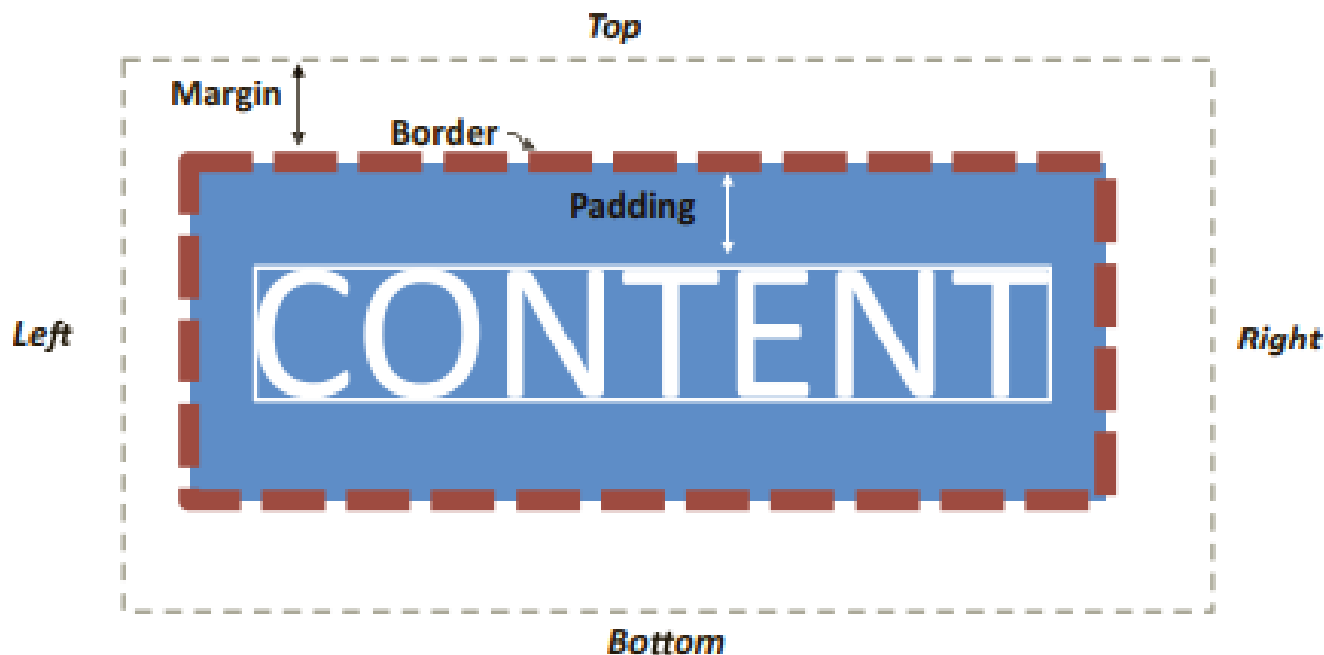 Top
Margin
Border
Padding
CONTENT
Left
Right
Bottom